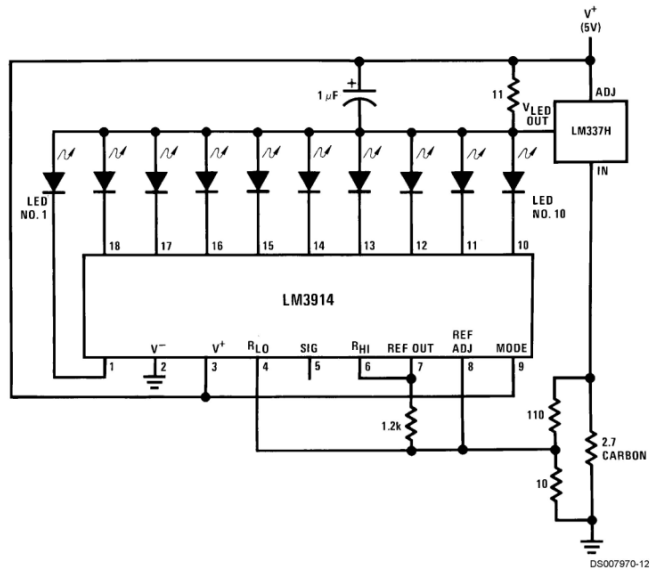 V+
(5V)
1 µF
+
11
VLED
OUT
ADJ
LM337H
IN
LED
NO. 1
LED
NO. 10
18
17
16
15
14
13
12
11
10
LM3914
V−
V+
RLO
SIG
RHI
REF OUT
REF
ADJ
MODE
1
2
3
4
5
6
7
8
9
1.2k
110
10
2.7
CARBON
DS007970-12